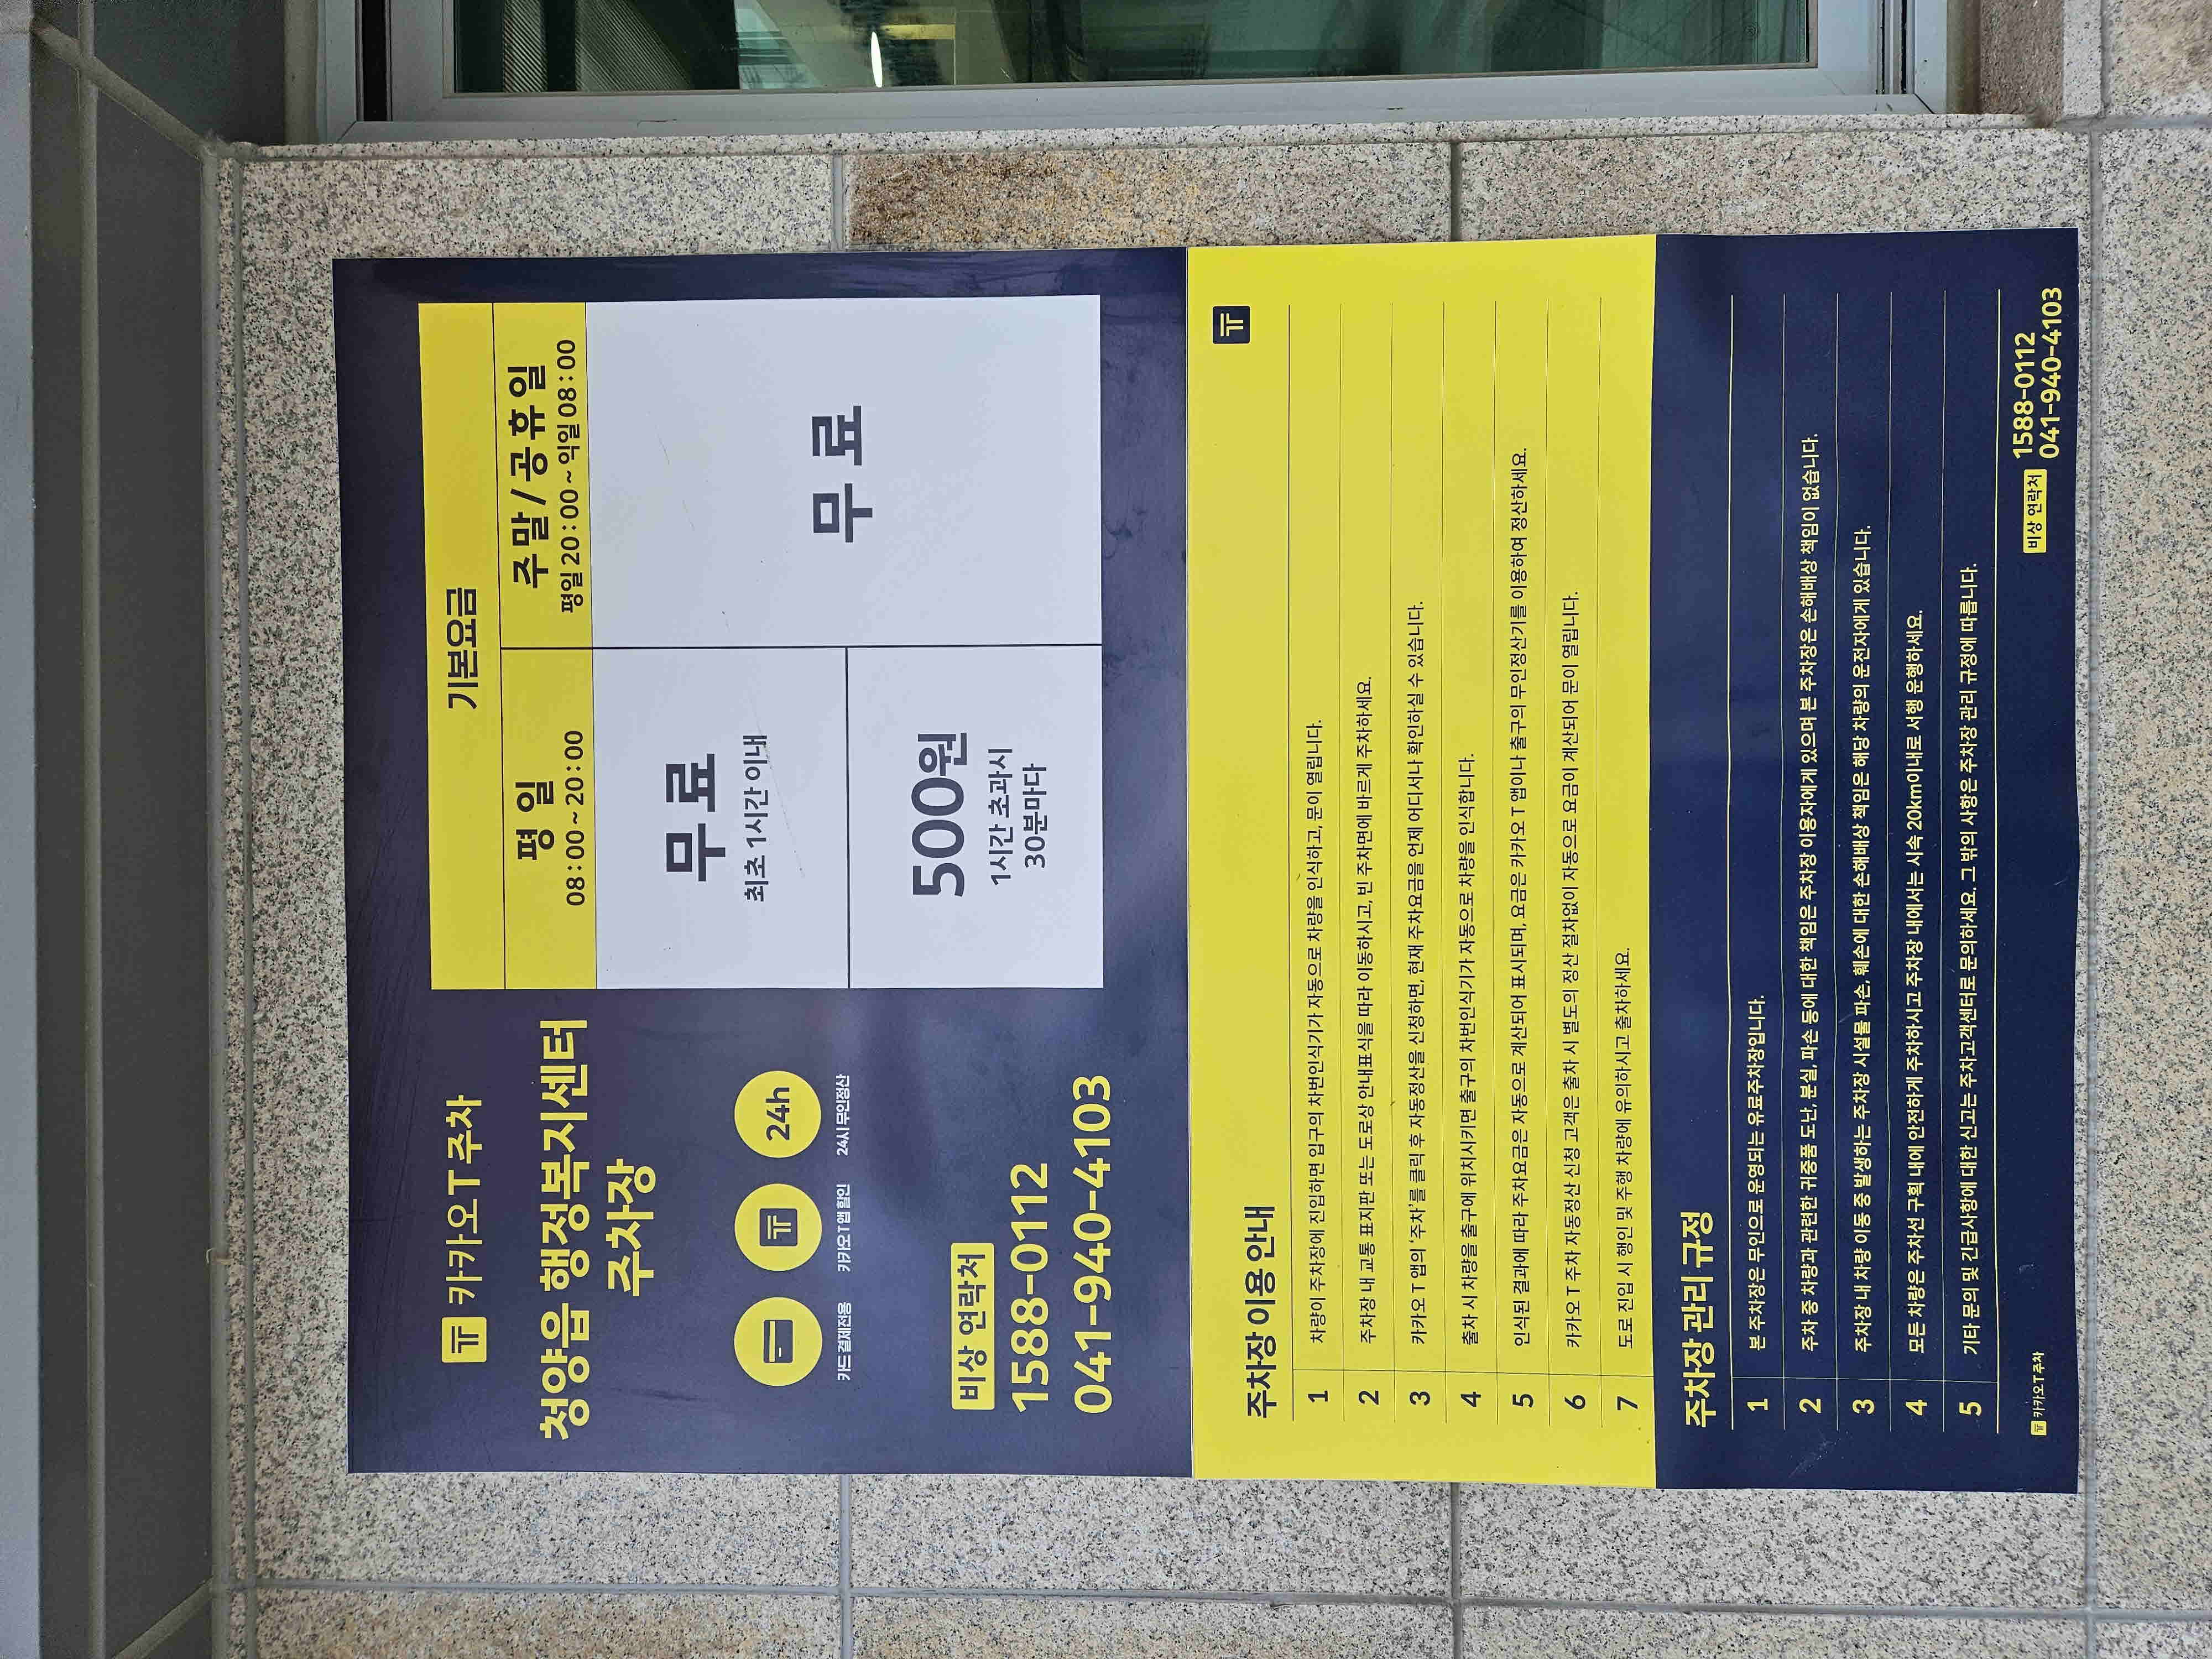 카카오 T 주차
청양읍 행정복지센터
주차장
카드결제전용
카카오 T 앱 할인
24h
24시 무인정산
비상 연락처
1588-0112
041-940-4103
기본요금
평 일
08:00~20:00
주 말 / 공 휴 일
평일 20:00~익일 08:00
무 료
최초 1시간 이내
500원
1시간 초과시
30분마다
무 료
주차장 이용 안내
1 차량이 주차장에 진입하면 입구의 차번인식기가 자동으로 차량을 인식하고, 문이 열립니다.
2 주차장 내 교통 표지판 또는 도로상 안내표식을 따라 이동하시고, 빈 주차면에 바르게 주차하세요.
3 카카오 T 앱의 '주차'를 클릭 후 자동정산을 신청하면, 현재 주차요금을 언제 어디서나 확인하실 수 있습니다.
4 출차 시 차량을 출구에 위치시키면 출구의 차번인식기가 자동으로 차량을 인식합니다.
5 인식된 결과에 따라 주차요금은 자동으로 계산되어 표시되며, 요금은 카카오 T 앱이나 출구의 무인정산기를 이용하여 정산하세요.
6 카카오 T 주차 자동정산 신청 고객은 출차 시 별도의 정산 절차없이 자동으로 요금이 계산되어 문이 열립니다.
7 도로 진입 시 행인 및 주행 차량에 유의하시고 출차하세요.
주차장 관리 규정
1 본 주차장은 무인으로 운영되는 유료주차장입니다.
2 주차 중 차량과 관련한 귀중품 도난, 분실, 파손 등에 대한 책임은 주차장 이용자에게 있으며 본 주차장은 손해배상 책임이 없습니다.
3 주차장 내 차량 이동 중 발생하는 주차장 시설물 파손, 훼손에 대한 손해배상 책임은 해당 차량의 운전자에게 있습니다.
4 모든 차량은 주차선 구획 내에 안전하게 주차하시고 주차장 내에서는 시속 20km이내로 서행 운행하세요.
5 기타 문의 및 긴급사항에 대한 신고는 주차고객센터로 문의하세요. 그 밖의 사항은 주차장 관리 규정에 따릅니다.
카카오 T 주차
비상 연락처
1588-0112
041-940-4103